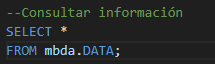 --Consultar información
SELECT *
FROM mbda.DATA;